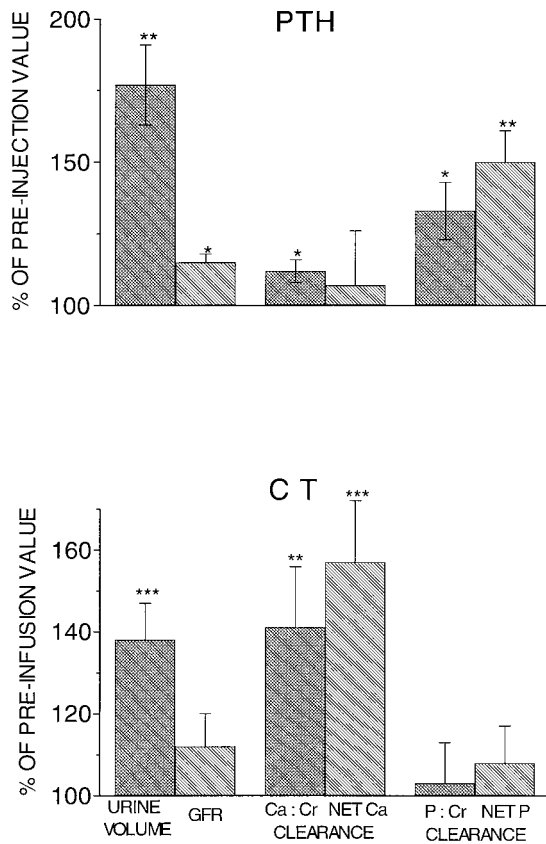 PTH
% OF PRE-INJECTION VALUE
200
150
100
**
*
*
*
**
CT
% OF PRE-INFUSION VALUE
160
140
120
100
***
**
***
URINE VOLUME
GFR
Ca : Cr NET Ca
CLEARANCE
P : Cr NET P
CLEARANCE